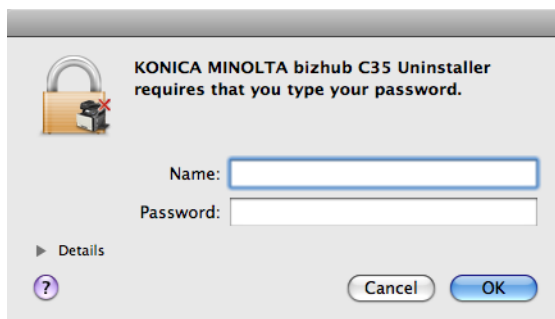 KONICA MINOLTA bizhub C35 Uninstaller
requires that you type your password.
Name:
Password:
Details
?
Cancel OK